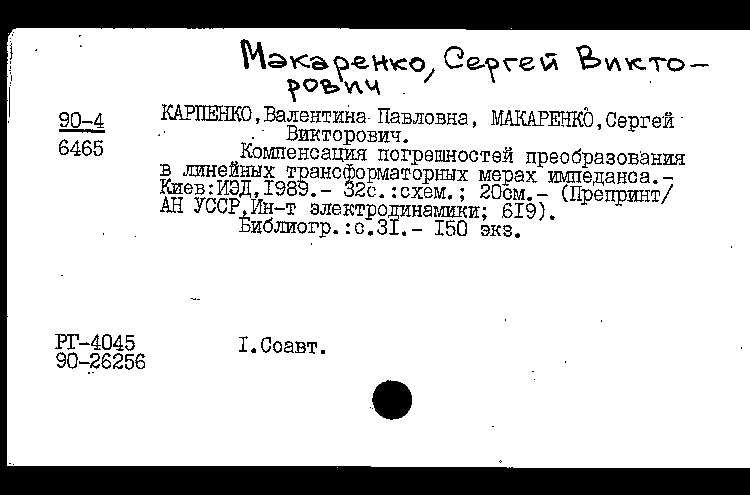 Макаренко, Сергей Викто-
рович
90-4
6465
КАРПЕНКО,Валентина Павловна, МАКАРЕНКО,Сергей
Викторович.
Компенсация погрешностей преобразования
в линейных трансформаторных мерах импеданса.-
Киев:ИЭД,1989.- 32с.:схем.; 20см.- (Препринт/
АН УССР,Ин-т электродинамики; 619).
Библиогр.:с.31.- 150 экз.
РГ-4045
90-26256
1.Соавт.